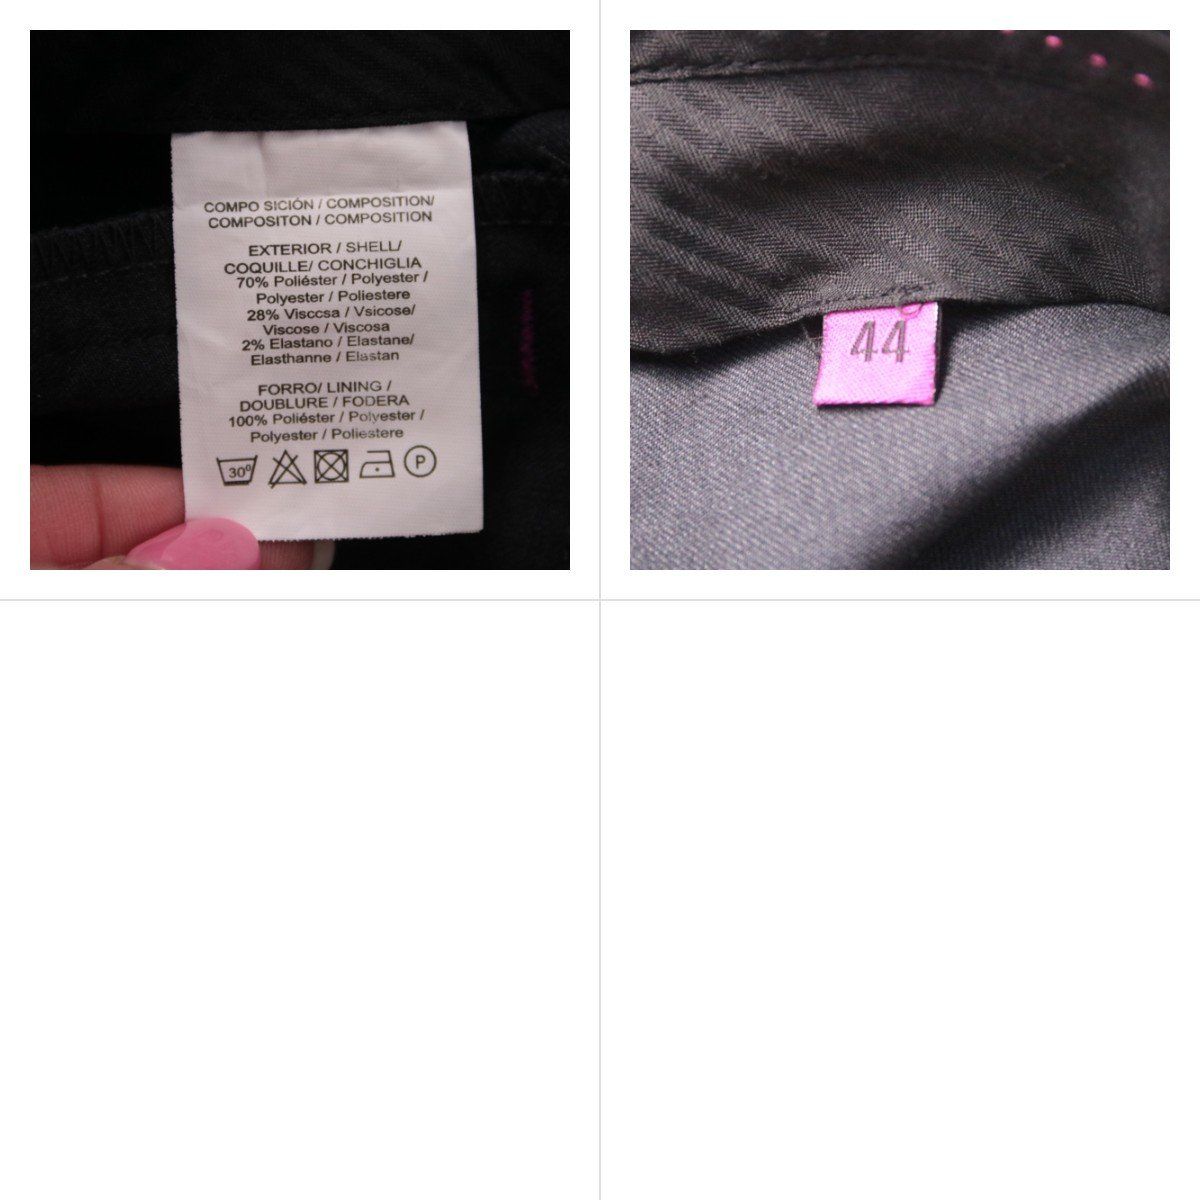 COMPO SICIÓN / COMPOSITION/
COMPOSITON / COMPOSITION
EXTERIOR / SHELL/
COQUILLE/ CONCHIGLIA
70% Poliéster / Polyester /
Polyester / Poliestere
28% Visccsa / Vsicose/
Viscose / Viscosa
2% Elastano / Elastane/
Elasthanne / Elastan
FORRO/ LINING /
DOUBLURE / FODERA
100% Poliéster / Polyester /
Polyester / Poliestere
30º P
44